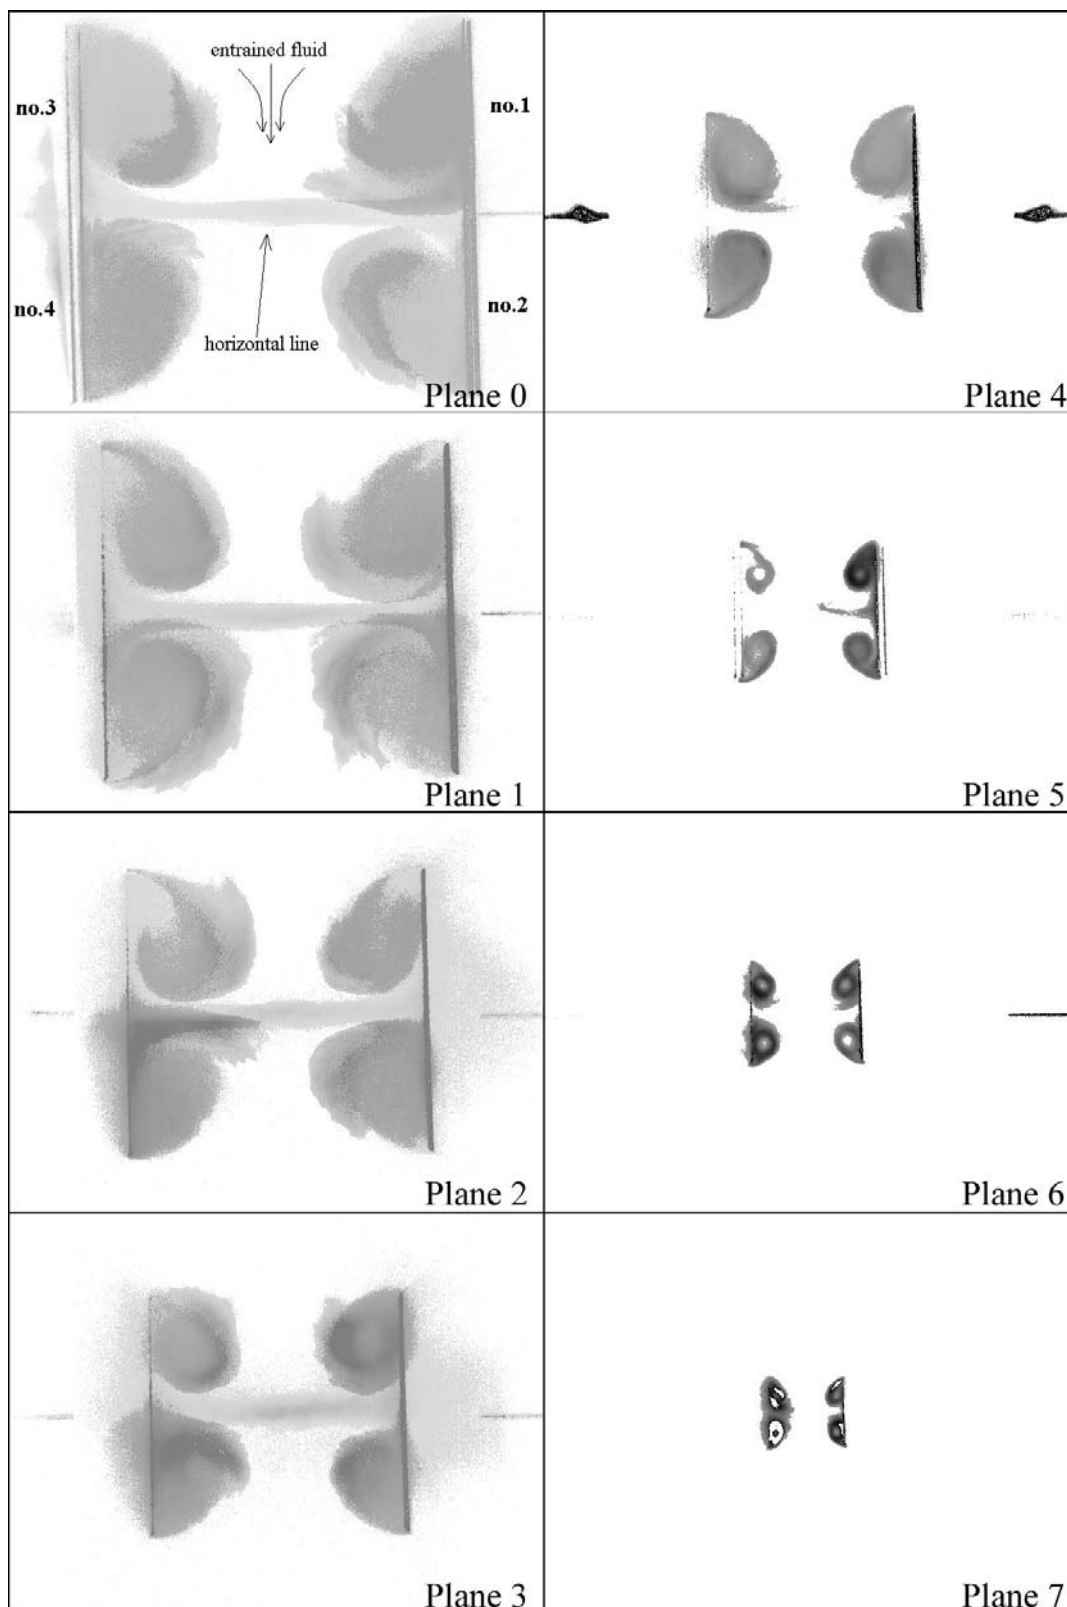 entrained fluid
no.3
no.1
no.4
no.2
horizontal line
Plane 0
Plane 4
Plane 1
Plane 5
Plane 2
Plane 6
Plane 3
Plane 7